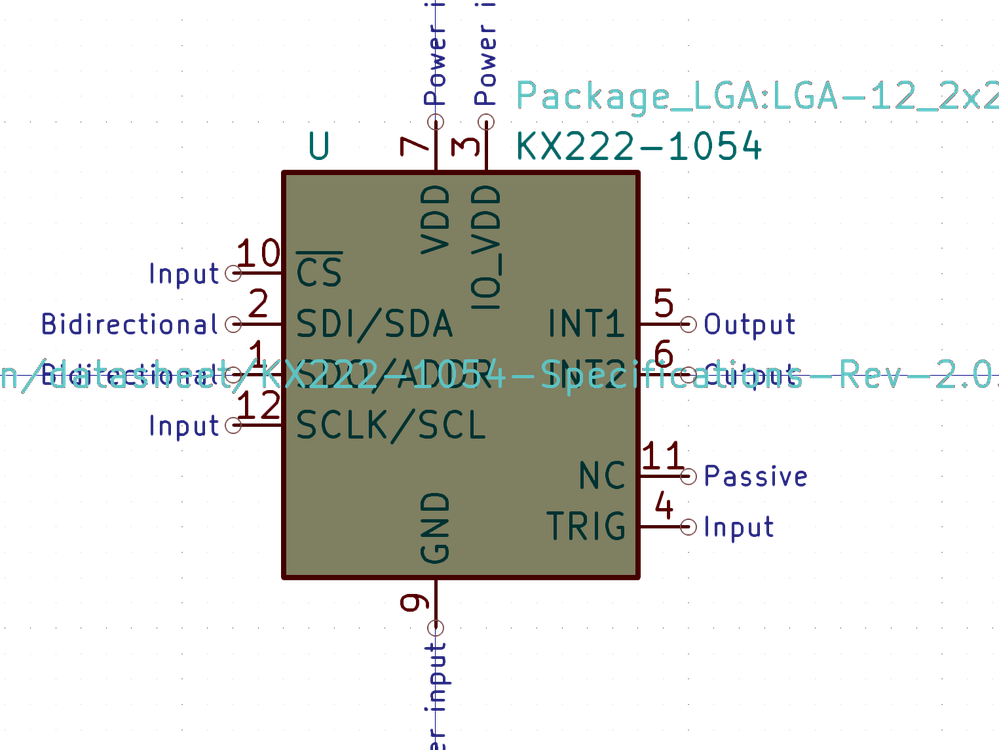 Power i
Power i
Package_LGA:LGA-12_2x2
U
7
3
KX222-1054
VDD
IO_VDD
10
Input
CS
2
5
Bidirectional
SDI/SDA
INT1
Output
1
6
Bidirectional
SDO/ADDR
INT2
Output
n/datasheet/KX222-1054-Specifications-Rev-2.0.
12
Input
SCLK/SCL
11
NC
Passive
4
TRIG
Input
GND
9
er input